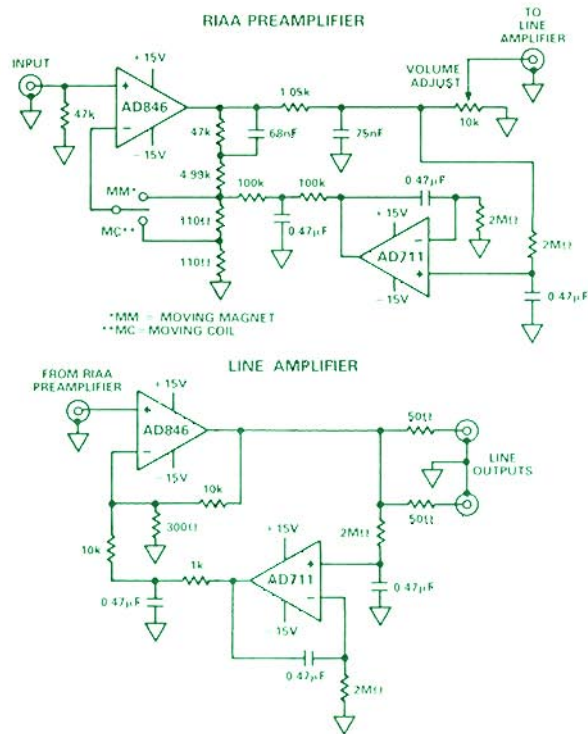 RIAA PREAMPLIFIER
TO
LINE
AMPLIFIER
INPUT
+15V
AD846
-15V
47k
VOLUME
ADJUST
10k
1.05k
47k
68nF
75nF
4.99k
MM*
MC**
100k
100k
0.47µF
110Ω
110Ω
0.47µF
+15V
AD711
-15V
2MΩ
2MΩ
0.47µF
*MM = MOVING MAGNET
**MC = MOVING COIL
LINE AMPLIFIER
FROM RIAA
PREAMPLIFIER
+15V
AD846
-15V
50Ω
LINE
OUTPUTS
50Ω
10k
300Ω
10k
+15V
2MΩ
1k
AD711
0.47µF
0.47µF
-15V
0.47µF
2MΩ